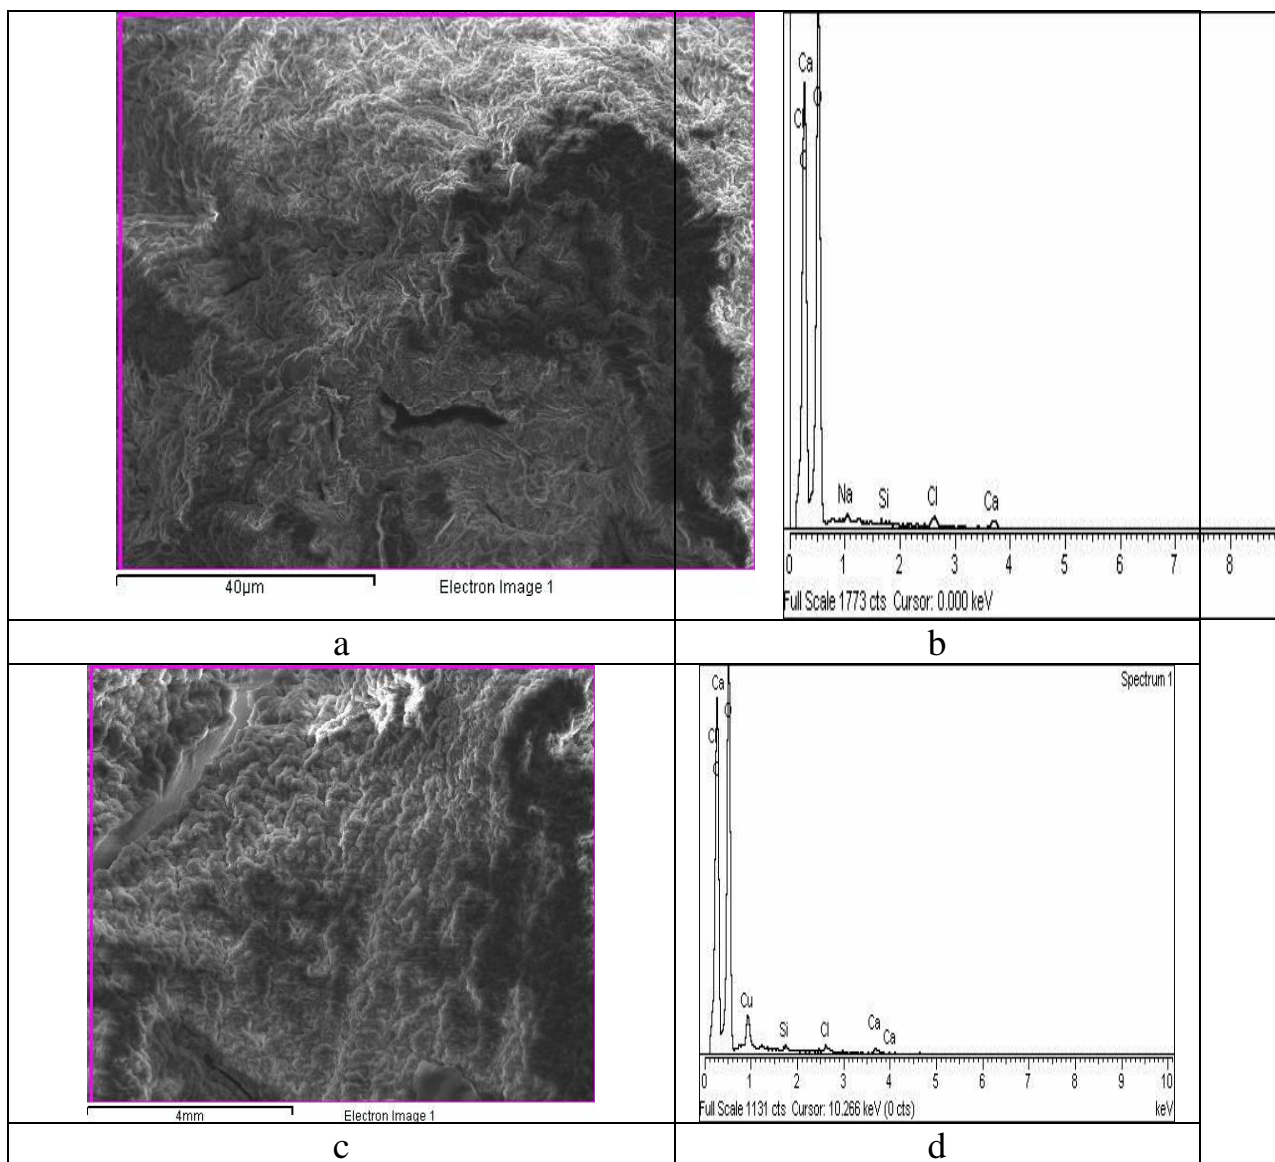 Ca
Cl
O
C
Na Si Cl Ca
0 1 2 3 4 5 6 7 8
Full Scale 1773 cts Cursor: 0.000 keV
40µm Electron Image 1
a b
Spectrum 1
Ca
O
Cl
C
Cu
Si Cl Ca
Ca
0 1 2 3 4 5 6 7 8 9 10
Full Scale 1131 cts Cursor: 10.266 keV (0 cts) keV
4mm Electron Image 1
c d